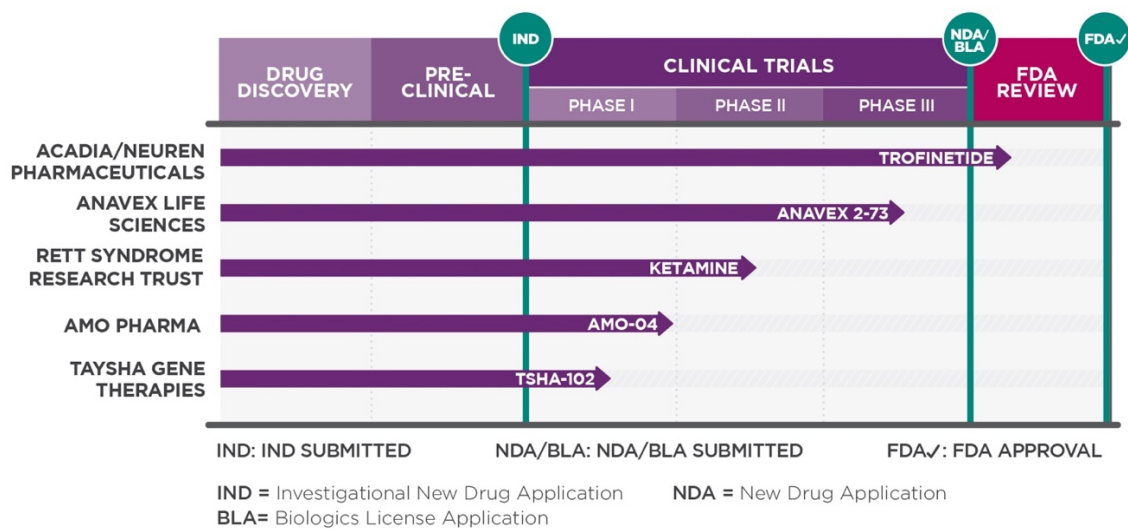 IND
NDA/
BLA
FDA✓
DRUG
DISCOVERY
PRE-
CLINICAL
CLINICAL TRIALS
PHASE I
PHASE II
PHASE III
FDA
REVIEW
ACADIA/NEUREN
PHARMACEUTICALS
TROFINETIDE
ANAVEX LIFE
SCIENCES
ANAVEX 2-73
RETT SYNDROME
RESEARCH TRUST
KETAMINE
AMO PHARMA
AMO-04
TAYSHA GENE
THERAPIES
TSHA-102
IND: IND SUBMITTED
NDA/BLA: NDA/BLA SUBMITTED
FDA✓: FDA APPROVAL
IND = Investigational New Drug Application
NDA = New Drug Application
BLA= Biologics License Application